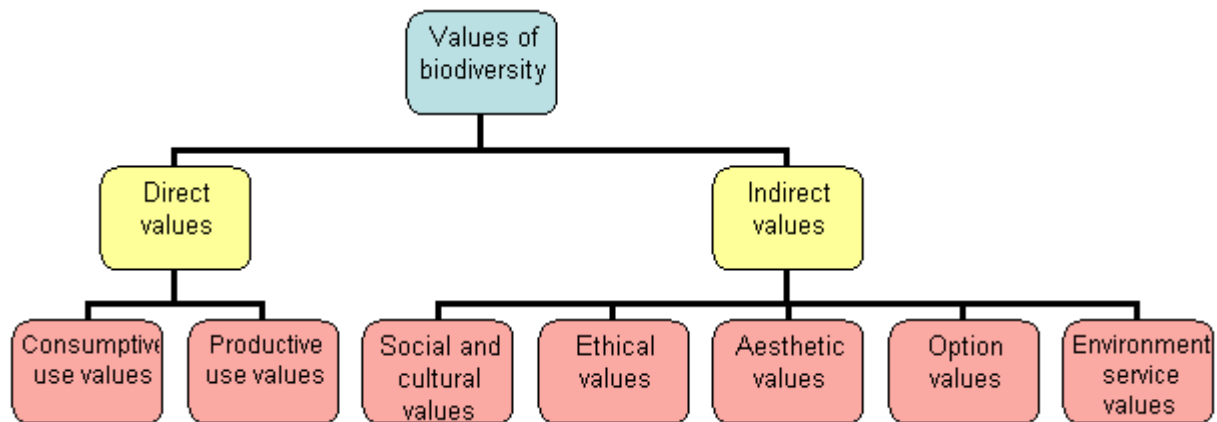 Values of
biodiversity
Direct
values
Indirect
values
Consumptive
use values
Productive
use values
Social and
cultural
values
Ethical
values
Aesthetic
values
Option
values
Environment
service
values